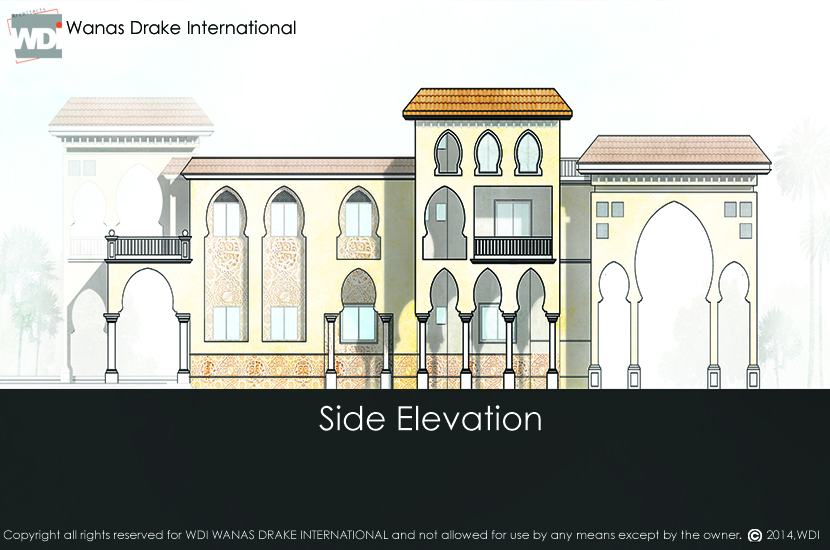 Architects
WDI
Wanas Drake International
Side Elevation
Copyright all rights reserved for WDI WANAS DRAKE INTERNATIONAL and not allowed for use by any means except by the owner. © 2014,WDI